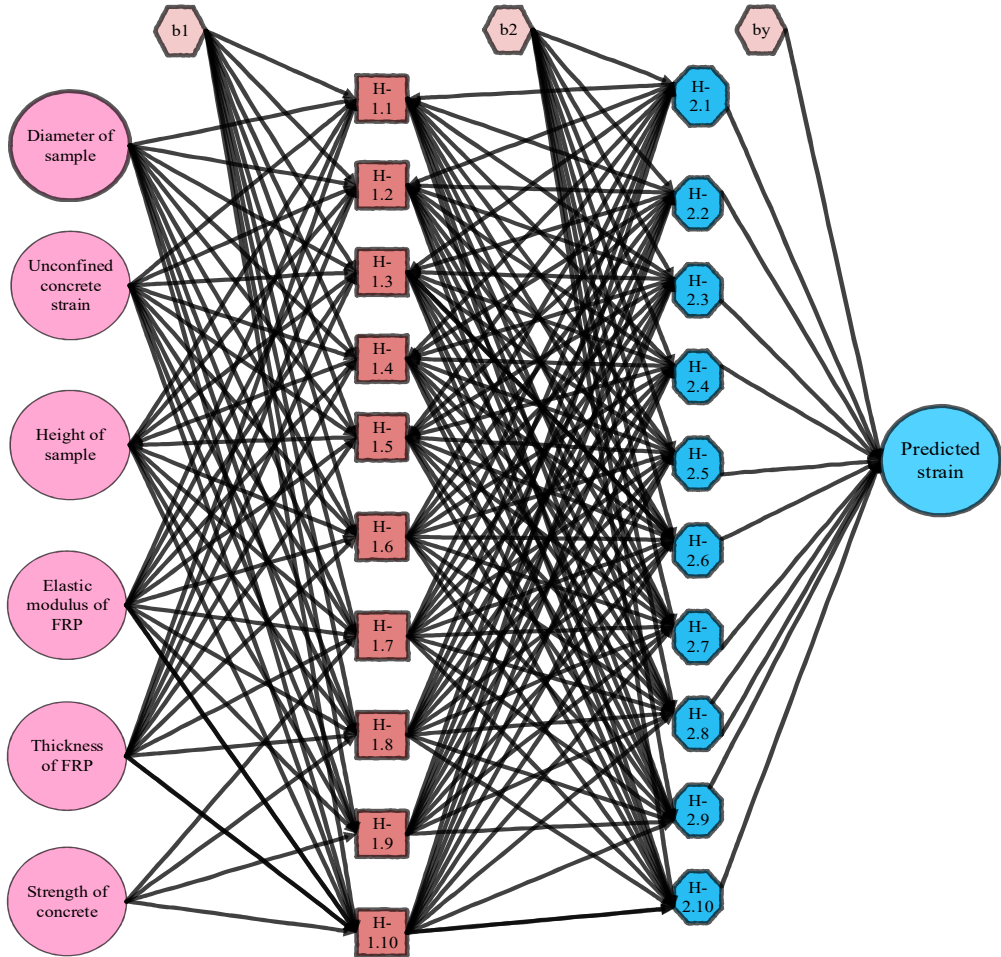 b1
b2
by
Diameter of
sample
Unconfined
concrete
strain
Height of
sample
Elastic
modulus of
FRP
Thickness
of FRP
Strength of
concrete
H-
1.1
H-
1.2
H-
1.3
H-
1.4
H-
1.5
H-
1.6
H-
1.7
H-
1.8
H-
1.9
H-
1.10
H-
2.1
H-
2.2
H-
2.3
H-
2.4
H-
2.5
H-
2.6
H-
2.7
H-
2.8
H-
2.9
H-
2.10
Predicted
strain